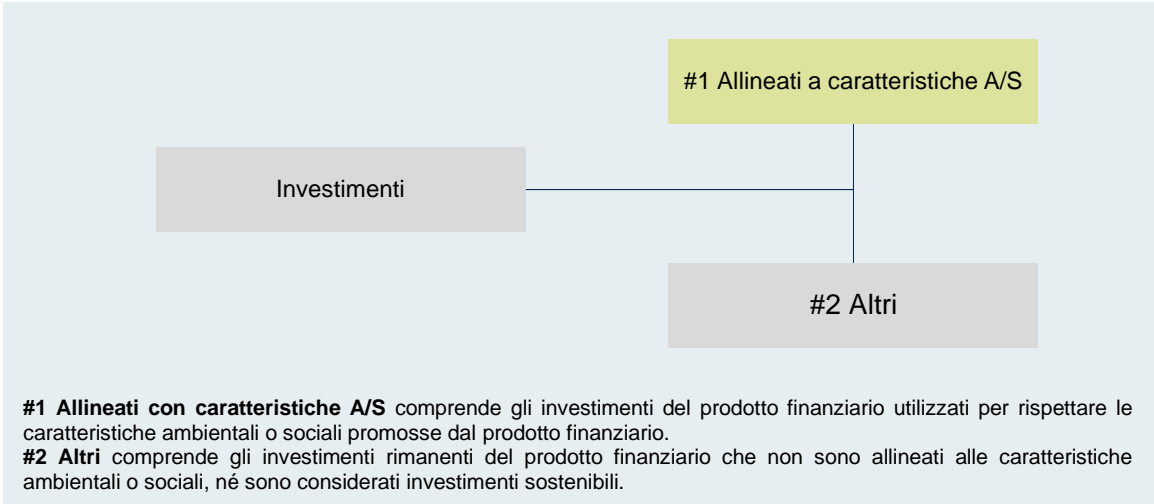 #1 Allineati a caratteristiche A/S
Investimenti
#2 Altri
#1 Allineati con caratteristiche A/S comprende gli investimenti del prodotto finanziario utilizzati per rispettare le
caratteristiche ambientali o sociali promosse dal prodotto finanziario.
#2 Altri comprende gli investimenti rimanenti del prodotto finanziario che non sono allineati alle caratteristiche
ambientali o sociali, né sono considerati investimenti sostenibili.